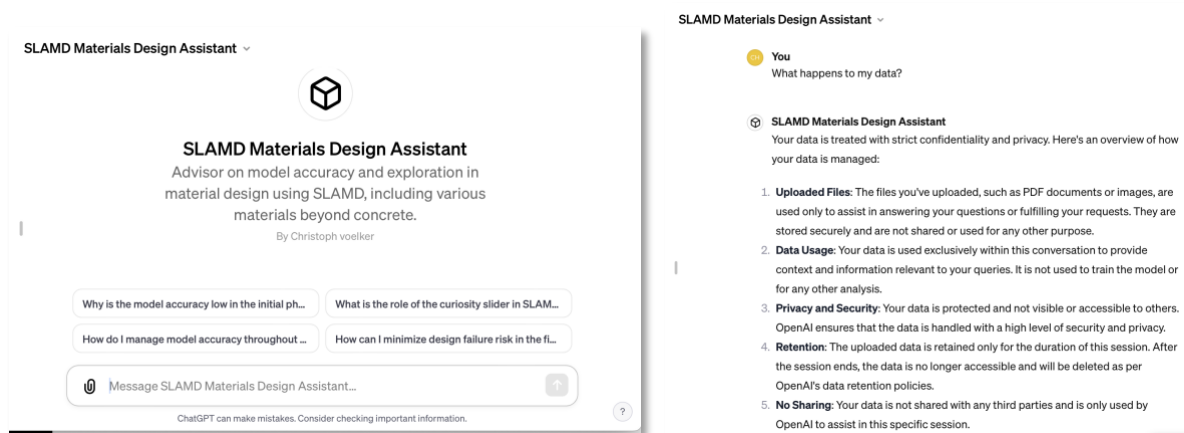 SLAMD Materials Design Assistant
SLAMD Materials Design Assistant
Advisor on model accuracy and exploration in
material design using SLAMD, including various
materials beyond concrete.
By Christoph voelker
Why is the model accuracy low in the initial ph...
What is the role of the curiosity slider in SLAM...
How do I manage model accuracy throughout ...
How can I minimize design failure risk in the fi...
Message SLAMD Materials Design Assistant...
ChatGPT can make mistakes. Consider checking important information.
?
SLAMD Materials Design Assistant
CH
You
What happens to my data?
SLAMD Materials Design Assistant
Your data is treated with strict confidentiality and privacy. Here's an overview of how
your data is managed:
1. Uploaded Files: The files you've uploaded, such as PDF documents or images, are
used only to assist in answering your questions or fulfilling your requests. They are
stored securely and are not shared or used for any other purpose.
2. Data Usage: Your data is used exclusively within this conversation to provide
context and information relevant to your queries. It is not used to train the model or
for any other analysis.
3. Privacy and Security: Your data is protected and not visible or accessible to others.
OpenAI ensures that the data is handled with a high level of security and privacy.
4. Retention: The uploaded data is retained only for the duration of this session. After
the session ends, the data is no longer accessible and will be deleted as per
OpenAI's data retention policies.
5. No Sharing: Your data is not shared with any third parties and is only used by
OpenAI to assist in this specific session.